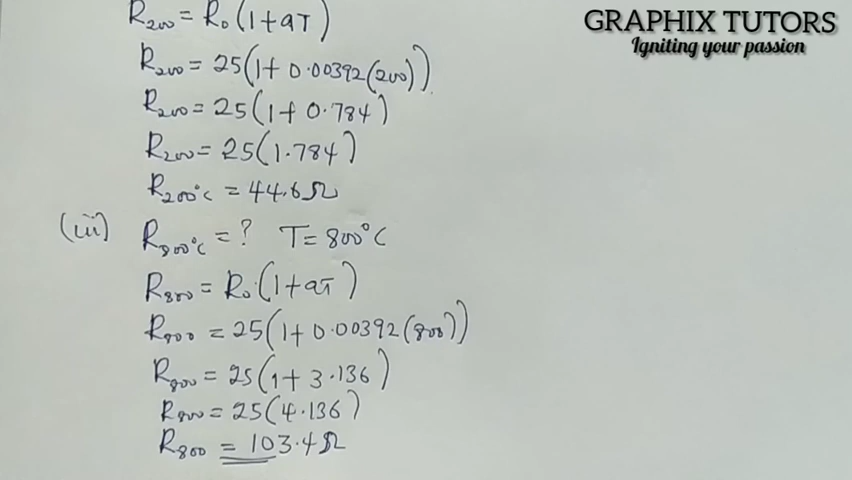 GRAPHIX TUTORS
Igniting your passion
R₂₀₀ = R₀(1+aT)
R₂₀₀ = 25(1+0.00392(200))
R₂₀₀ = 25(1+0.784)
R₂₀₀ = 25(1.784)
R₂₀₀°C = 44.6Ω
(iii) R₈₀₀°C = ? T = 800°C
R₈₀₀ = R₀(1+aT)
R₈₀₀ = 25(1+0.00392(800))
R₈₀₀ = 25(1+3.136)
R₈₀₀ = 25(4.136)
R₈₀₀ = 103.4Ω